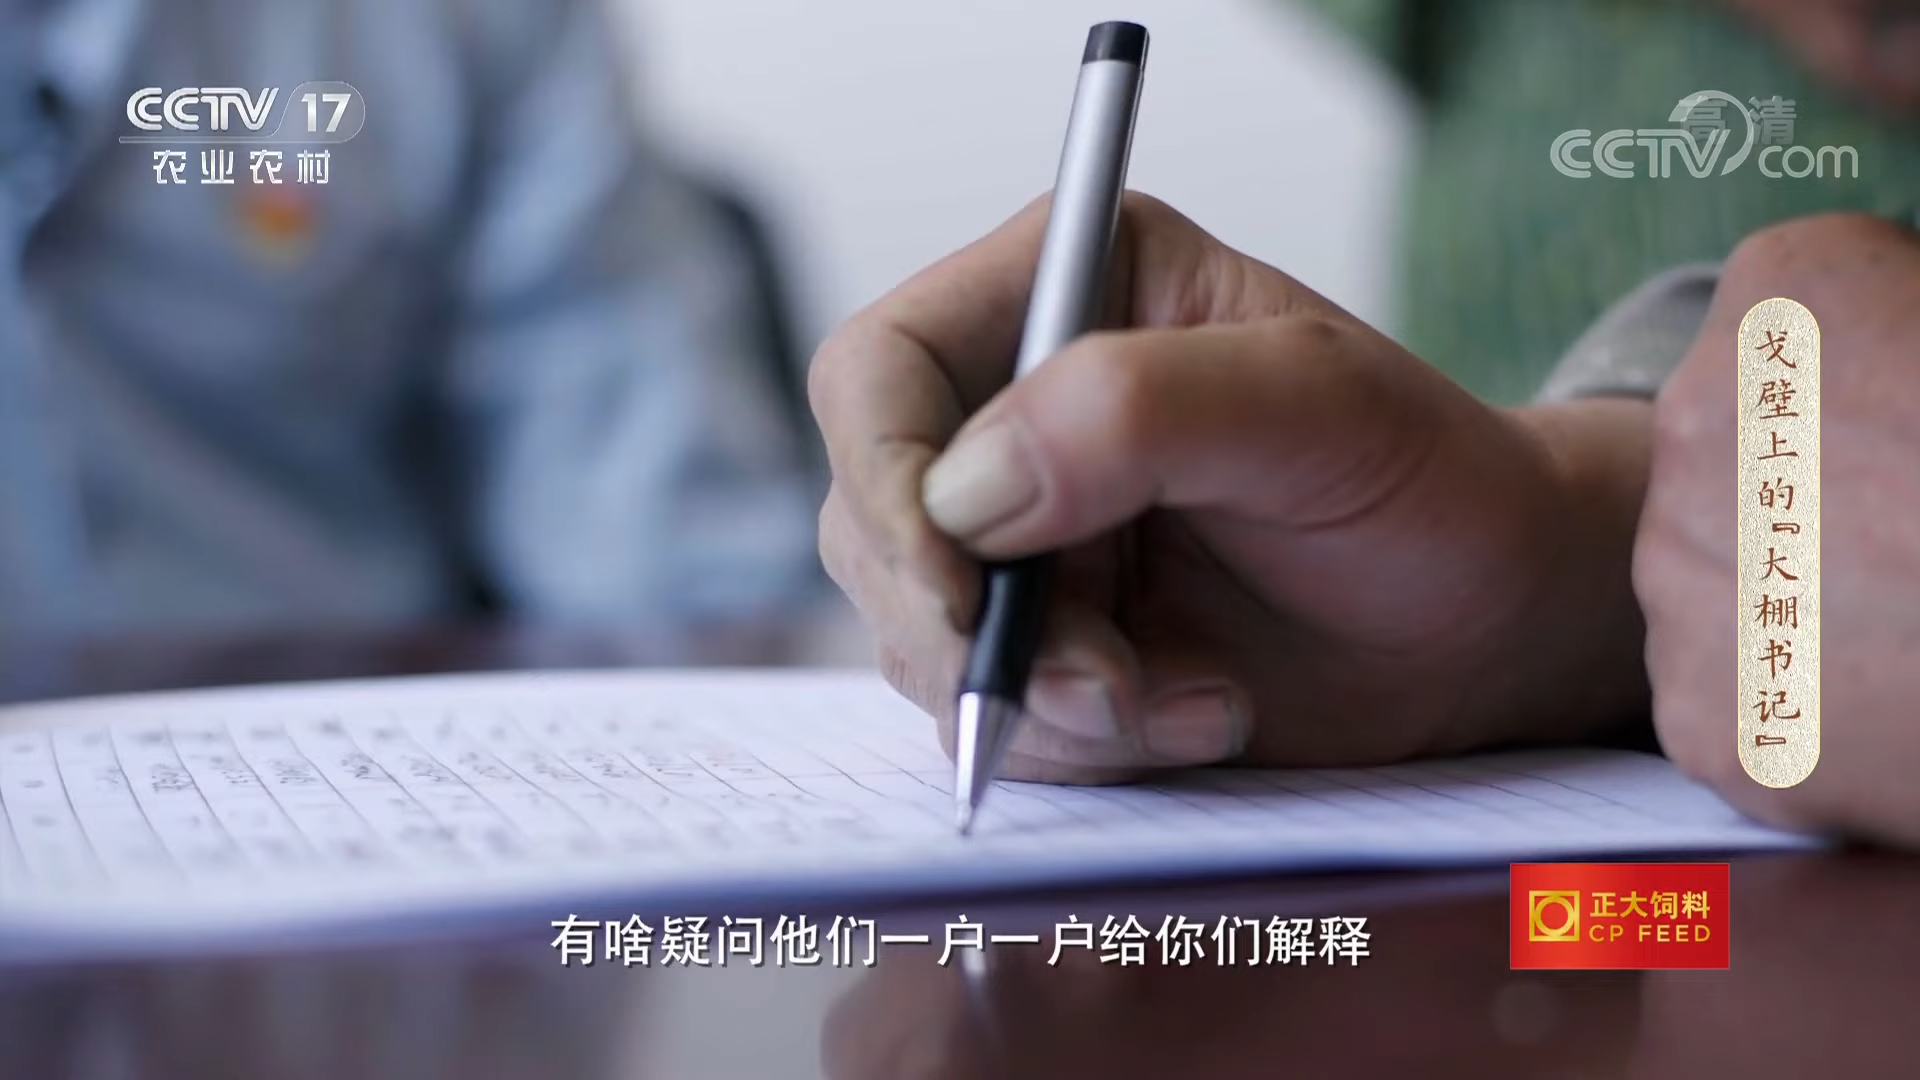 CCTV 17
农业农村
高清
CCTV.com
戈壁上的『大棚书记』
正大饲料
CP FEED
有啥疑问他们一户一户给你们解释